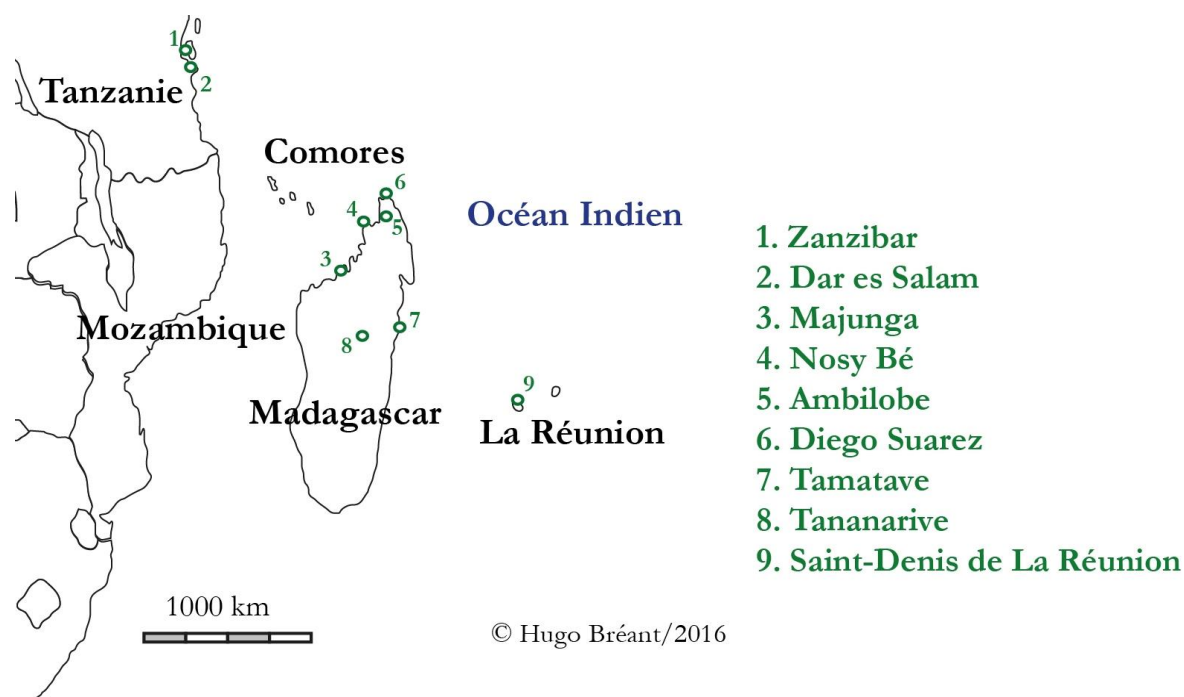 1
2
Tanzanie
Comores
6
4
5
Océan Indien
3
Mozambique
7
8
Madagascar
9
La Réunion
1. Zanzibar
2. Dar es Salam
3. Majunga
4. Nosy Bé
5. Ambilobe
6. Diego Suarez
7. Tamatave
8. Tananarive
9. Saint-Denis de La Réunion
1000 km
© Hugo Bréant/2016